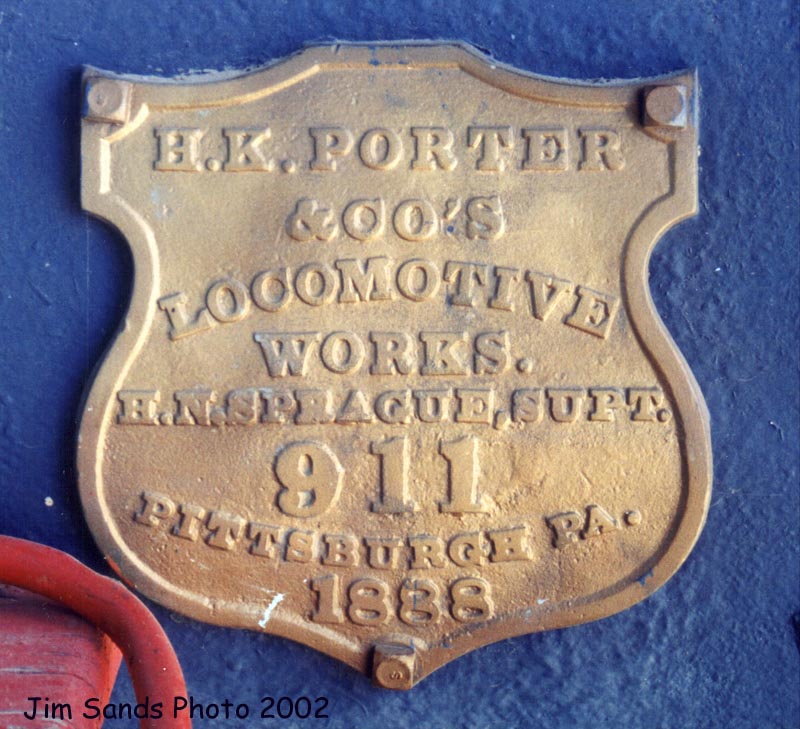 H.K. PORTER
& CO'S
LOCOMOTIVE
WORKS.
H.N. SPRAGUE, SUPT.
911
PITTSBURGH PA.
1888
Jim Sands Photo 2002